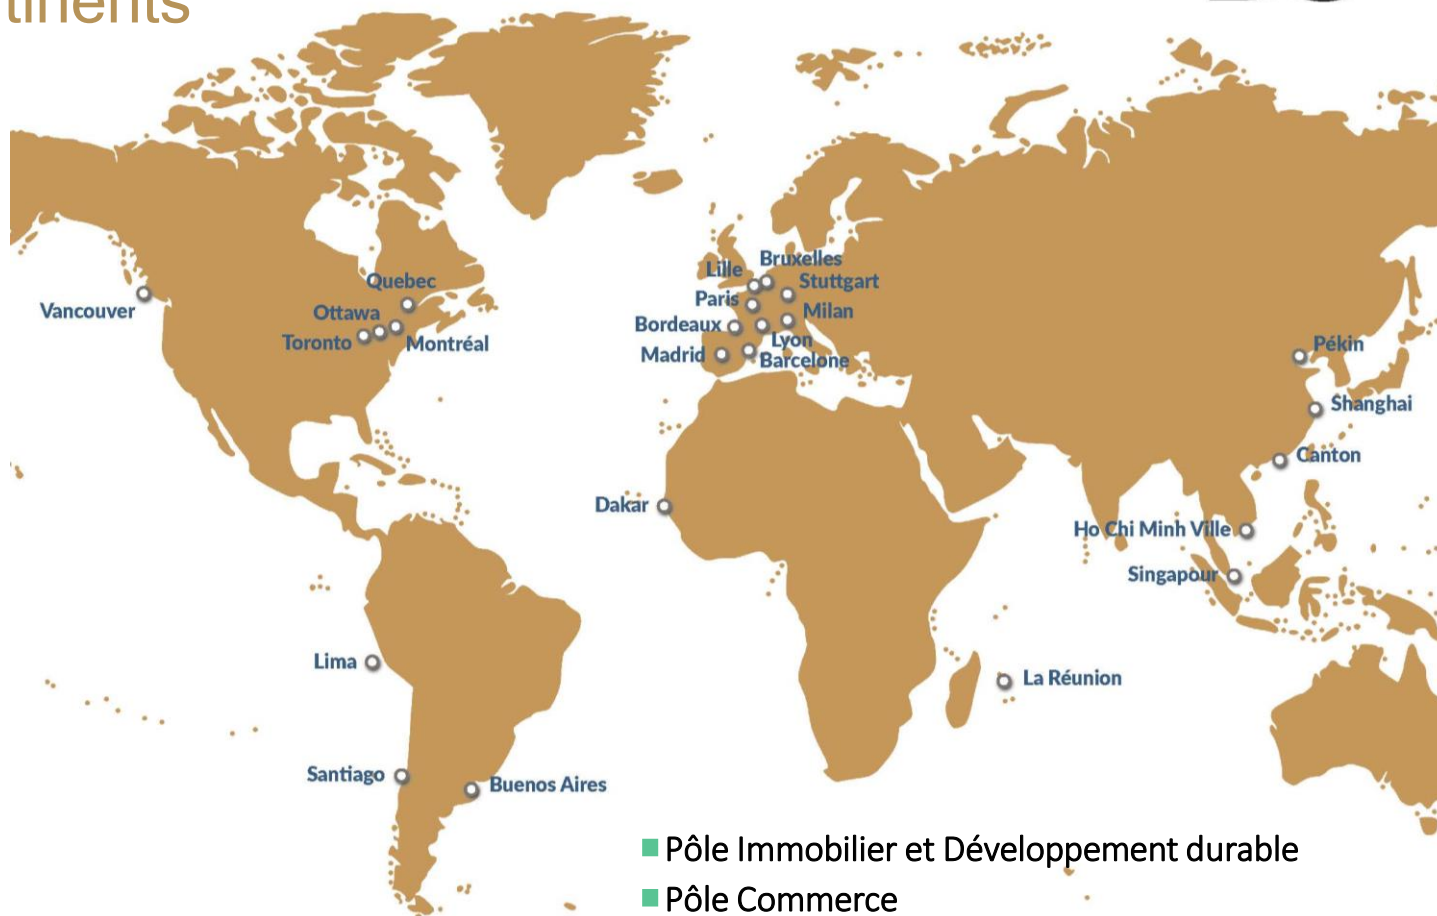 tinents
Bruxelles
Lille
Stuttgart
Quebec
Paris
Vancouver
Ottawa
Milan
Bordeaux
Toronto
Montréal
Lyon
Pékin
Madrid
Barcelone
Shanghai
Canton
Dakar
Ho Chi Minh Ville
Singapour
Lima
La Réunion
Santiago
Buenos Aires
Pôle Immobilier et Développement durable
Pôle Commerce